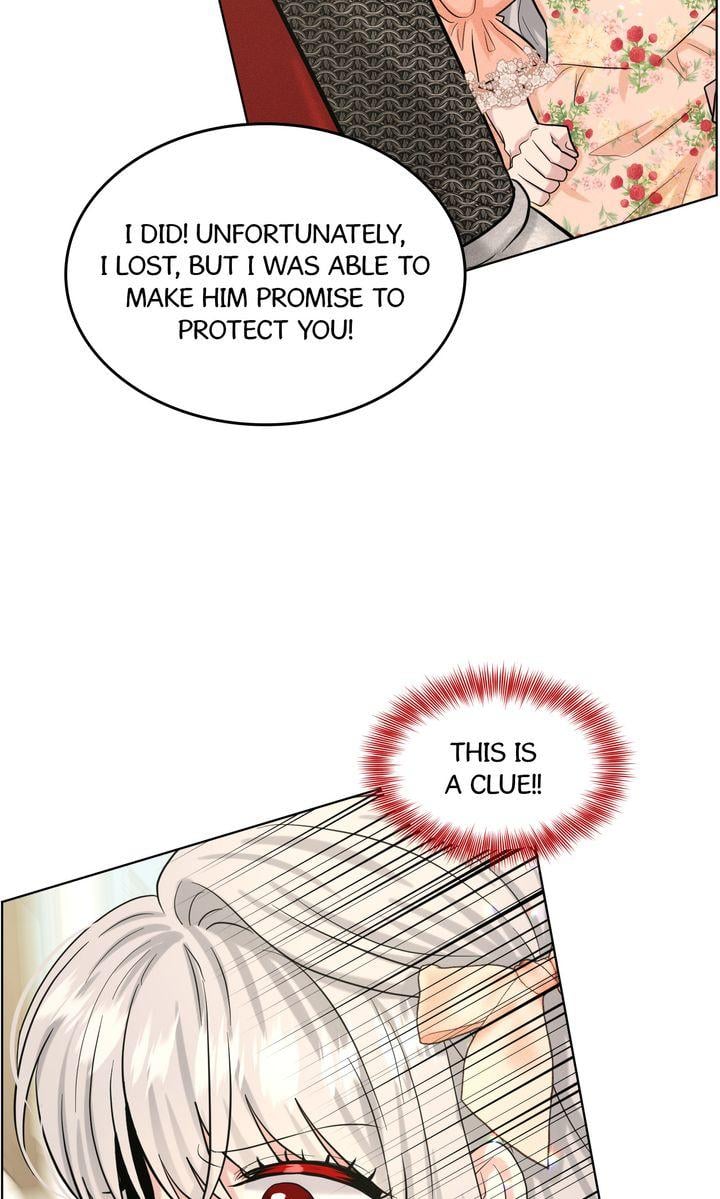 I DID! UNFORTUNATELY,
I LOST, BUT I WAS ABLE TO
MAKE HIM PROMISE TO
PROTECT YOU!
THIS IS
A CLUE!!